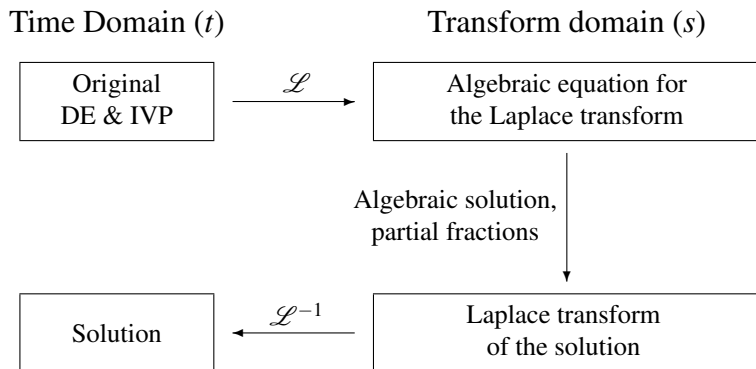 Time Domain (t)
Transform domain (s)
Original
DE & IVP
ℒ
Algebraic equation for
the Laplace transform
Algebraic solution,
partial fractions
Solution
ℒ⁻¹
Laplace transform
of the solution